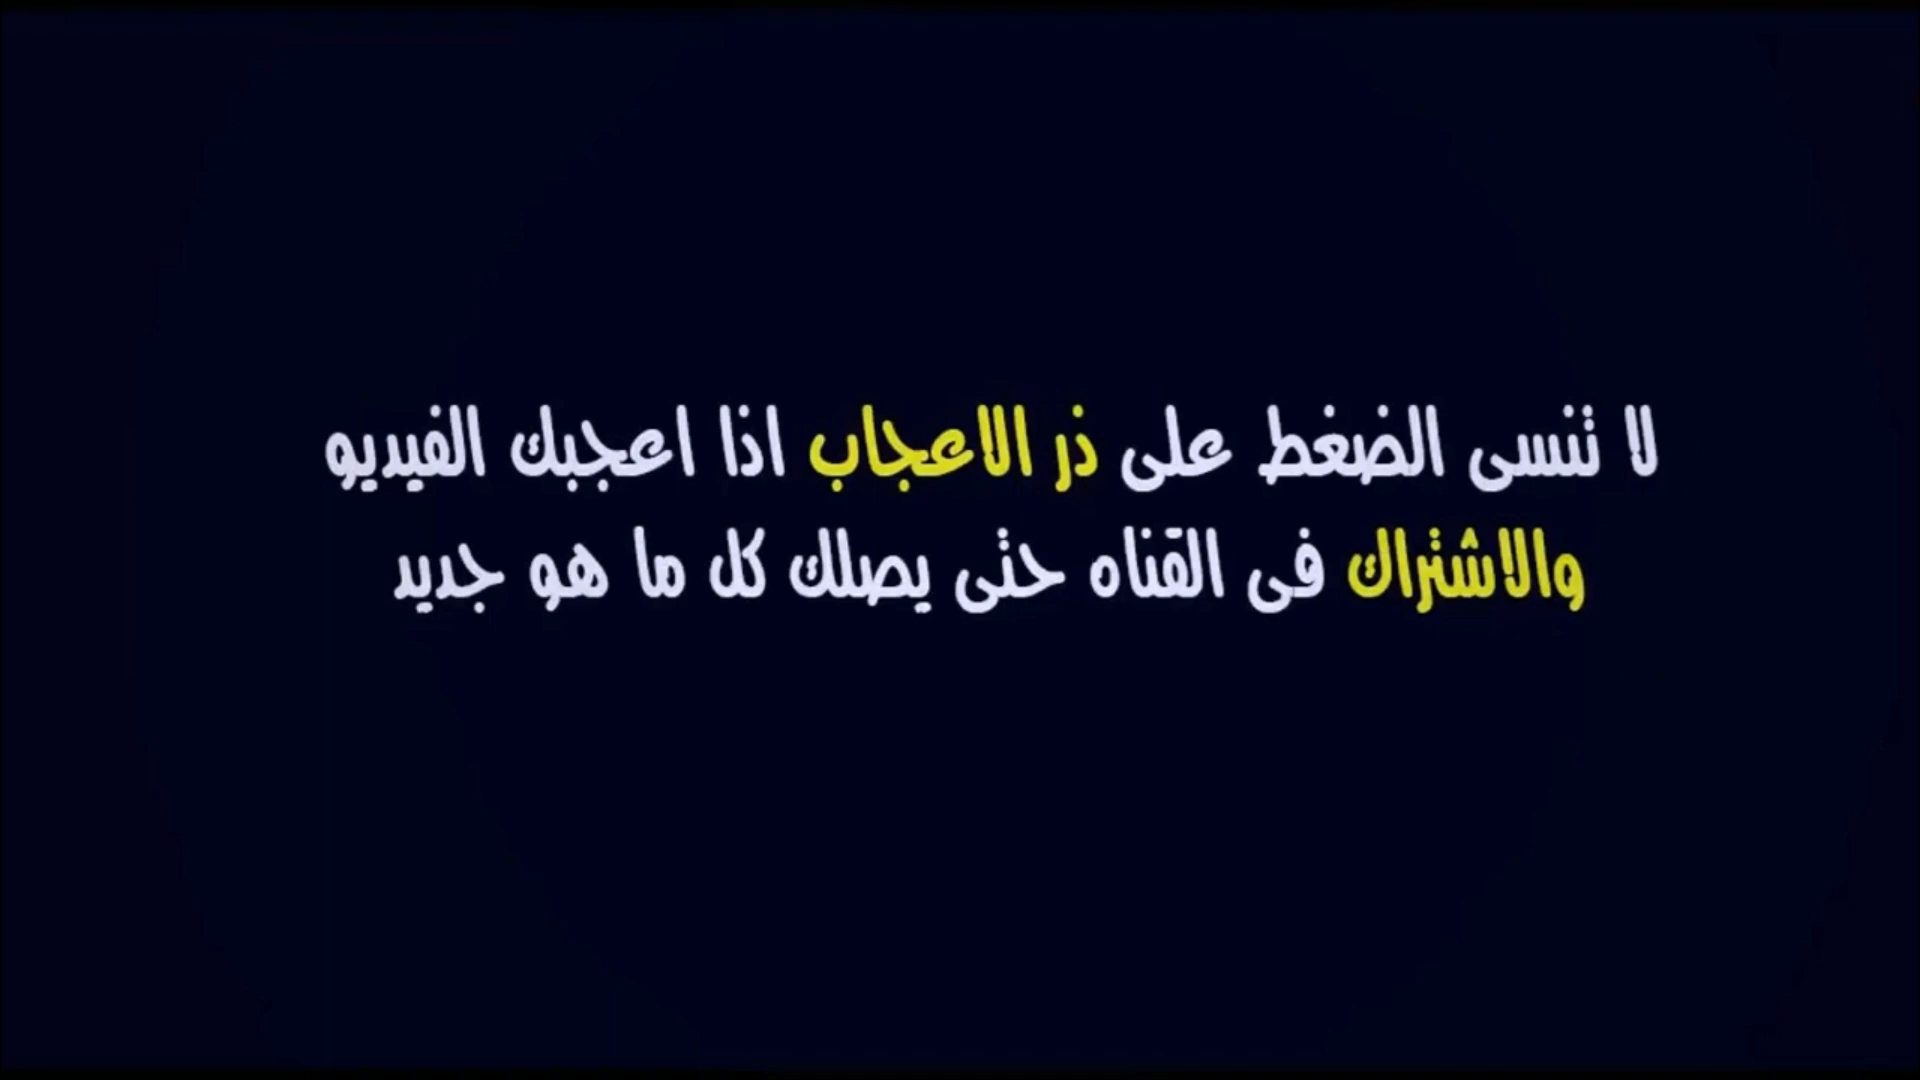 لا تنسى الضغط على ذر الاعجاب اذا اعجبك الفيديو
والاشتراك فى القناه حتى يصلك كل ما هو جديد